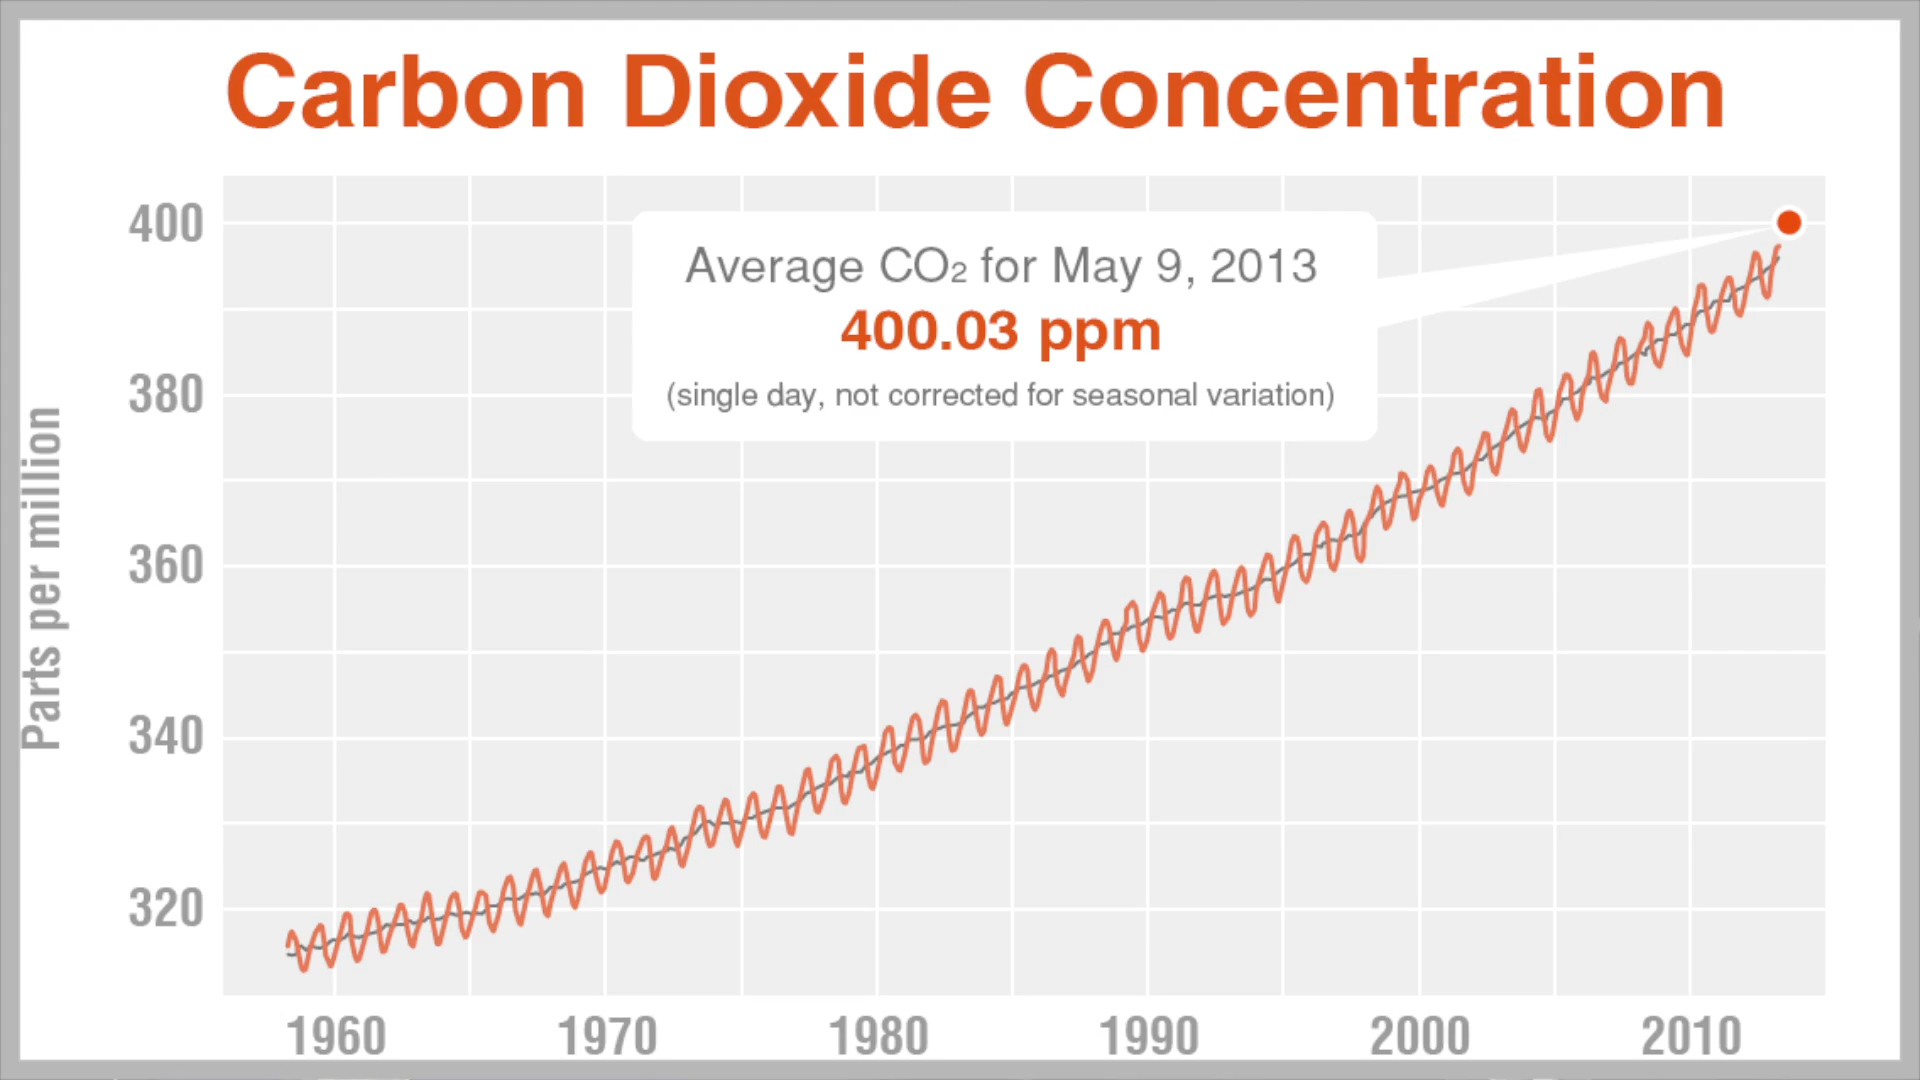 Carbon Dioxide Concentration
400
Average CO₂ for May 9, 2013
400.03 ppm
(single day, not corrected for seasonal variation)
380
360
340
320
Parts per million
1960 1970 1980 1990 2000 2010